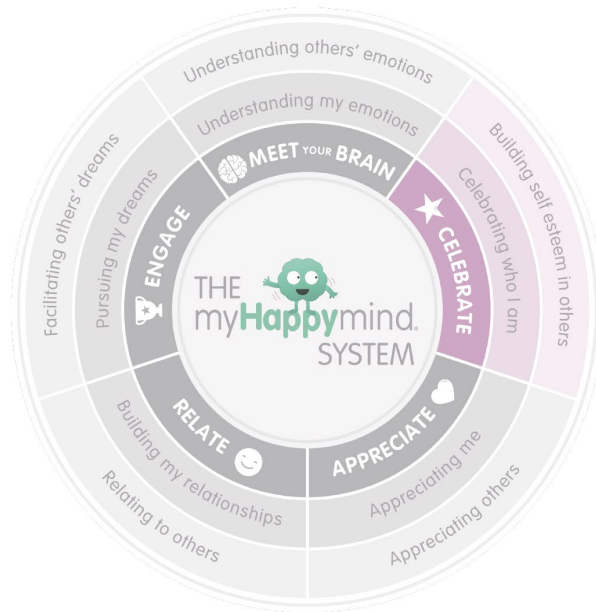 Understanding others' emotions
Understanding my emotions
MEET YOUR BRAIN
Building self esteem in others
Celebrating who I am
CELEBRATE
Appreciating others
Appreciating me
APPRECIATE
Relating to others
Building my relationships
RELATE
Facilitating others' dreams
Pursuing my dreams
ENGAGE
THE
myHappymind.
SYSTEM